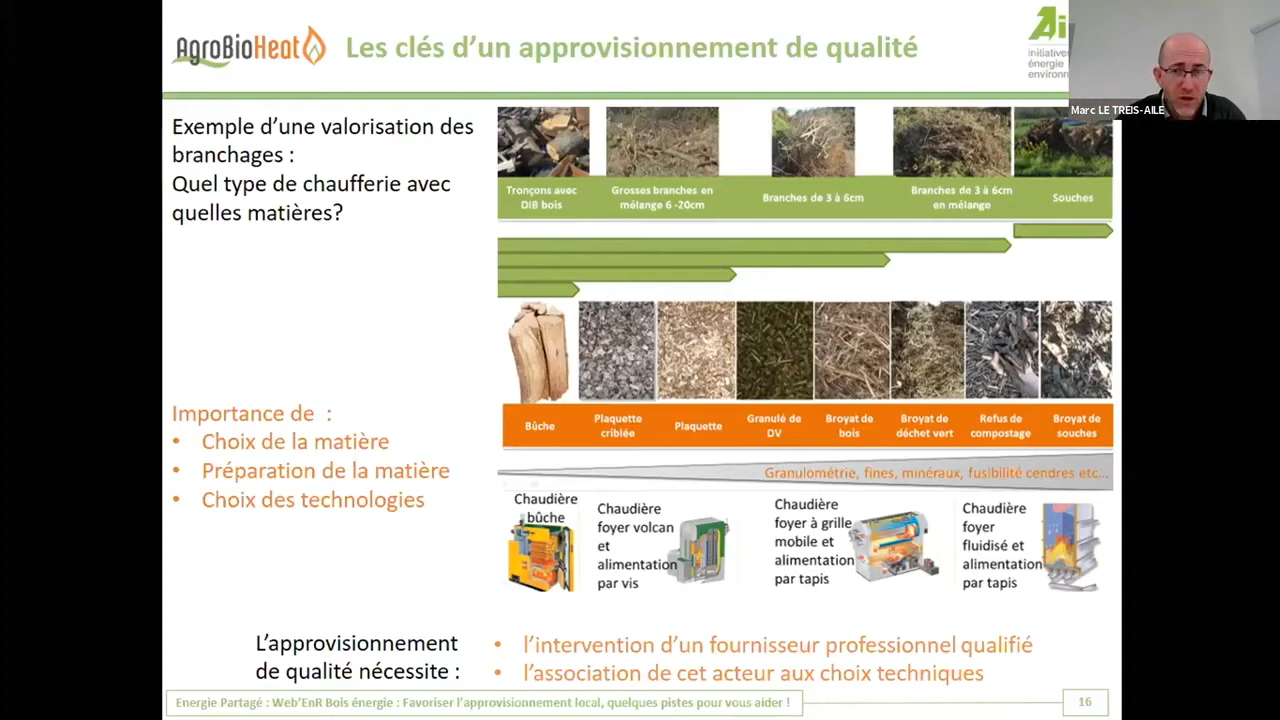 AgroBioHeat
Les clés d'un approvisionnement de qualité
initiatives
énergie
environn
Marc LE TREIS-AILE
Exemple d'une valorisation des
branchages :
Quel type de chaufferie avec
quelles matières?
Tronçons avec
DIB bois
Grosses branches en
mélange 6 -20cm
Branches de 3 à 6cm
Branches de 3 à 6cm
en mélange
Souches
Importance de :
• Choix de la matière
• Préparation de la matière
• Choix des technologies
Bûche
Plaquette
criblée
Plaquette
Granulé de
DV
Broyat de
bois
Broyat de
déchet vert
Refus de
compostage
Broyat de
souches
Granulométrie, fines, minéraux, fusibilité cendres etc...
Chaudière
bûche
Chaudière
foyer volcan
et
alimentation
par vis
Chaudière
foyer à grille
mobile et
alimentation
par tapis
Chaudière
foyer
fluidisé et
alimentation
par tapis
L'approvisionnement
de qualité nécessite :
• l'intervention d'un fournisseur professionnel qualifié
• l'association de cet acteur aux choix techniques
Energie Partagé : Web'EnR Bois énergie : Favoriser l'approvisionnement local, quelques pistes pour vous aider !
16